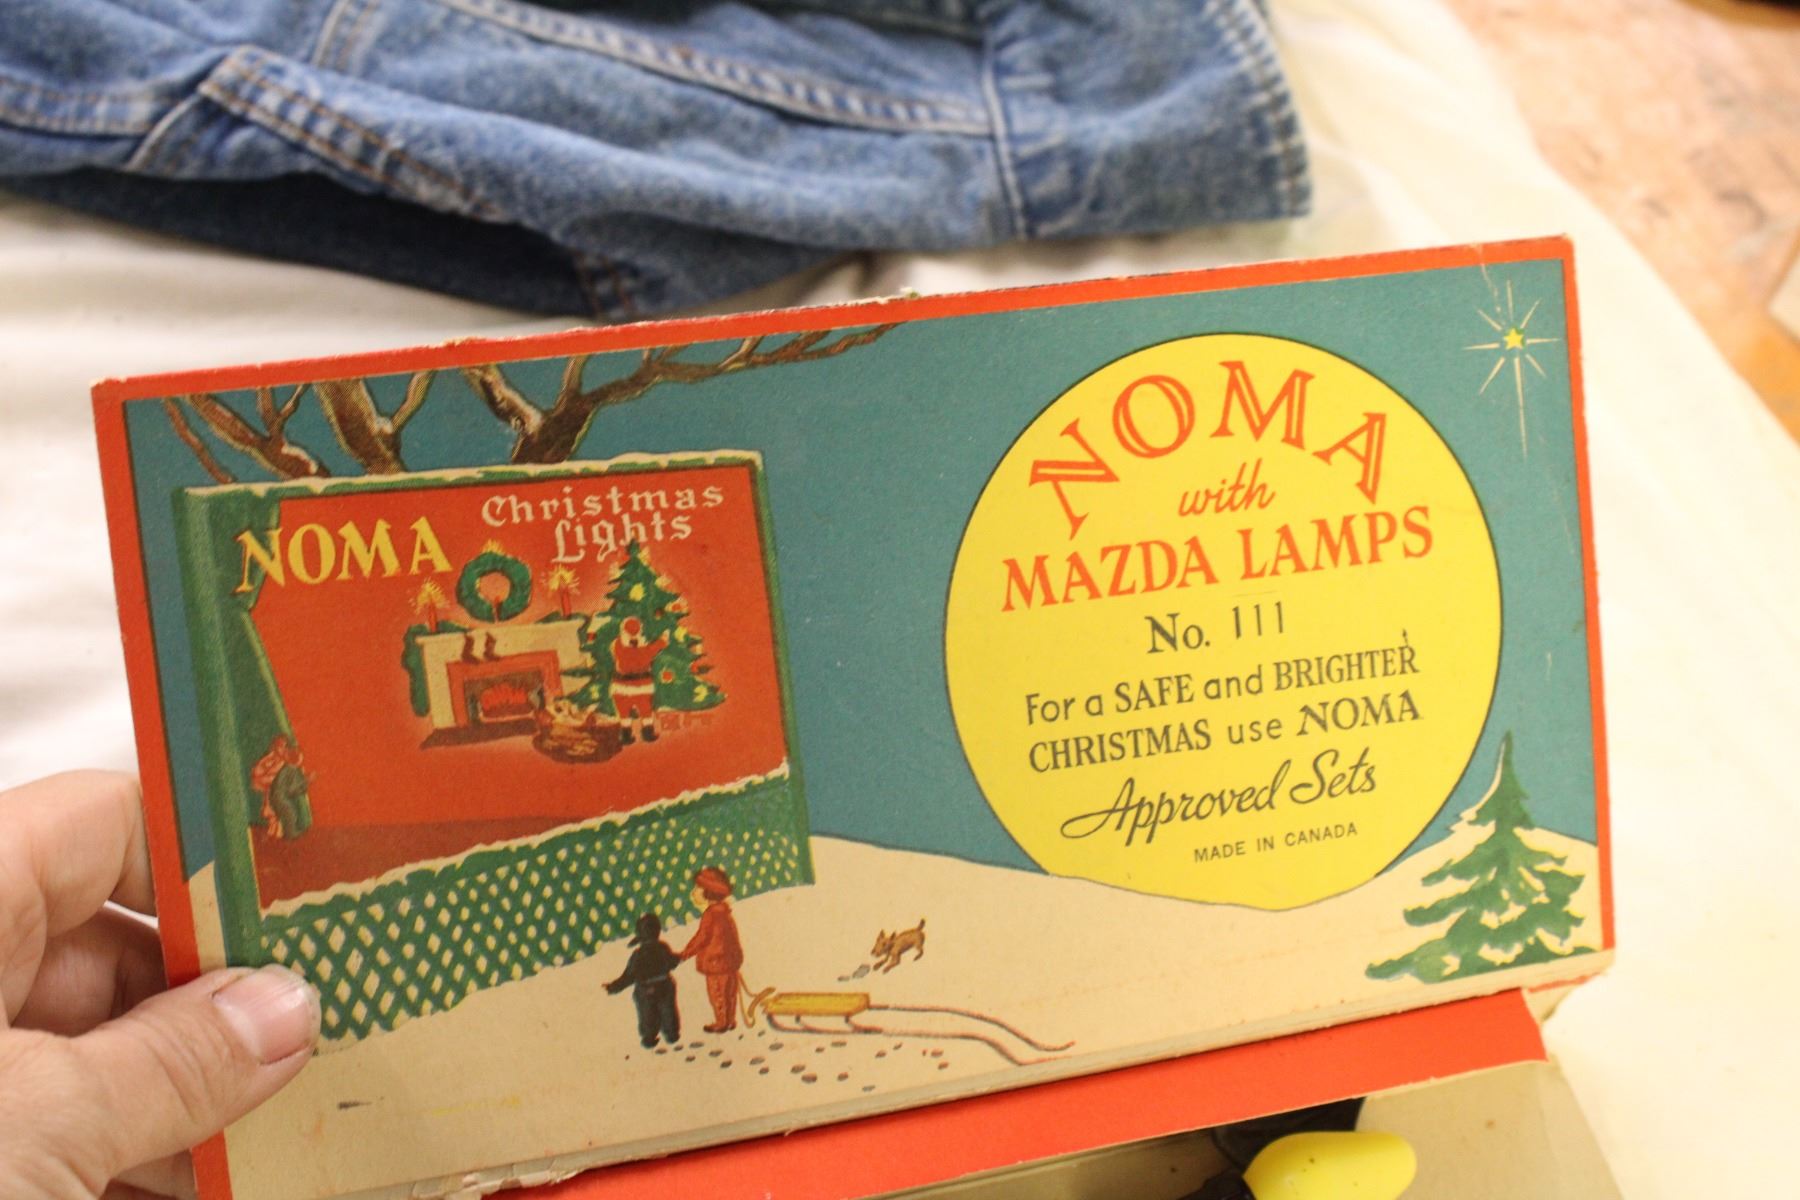 NOMA
Christmas
Lights
NOMA
with
MAZDA LAMPS
No. 111
For a SAFE and BRIGHTER
CHRISTMAS use NOMA
Approved Sets
MADE IN CANADA